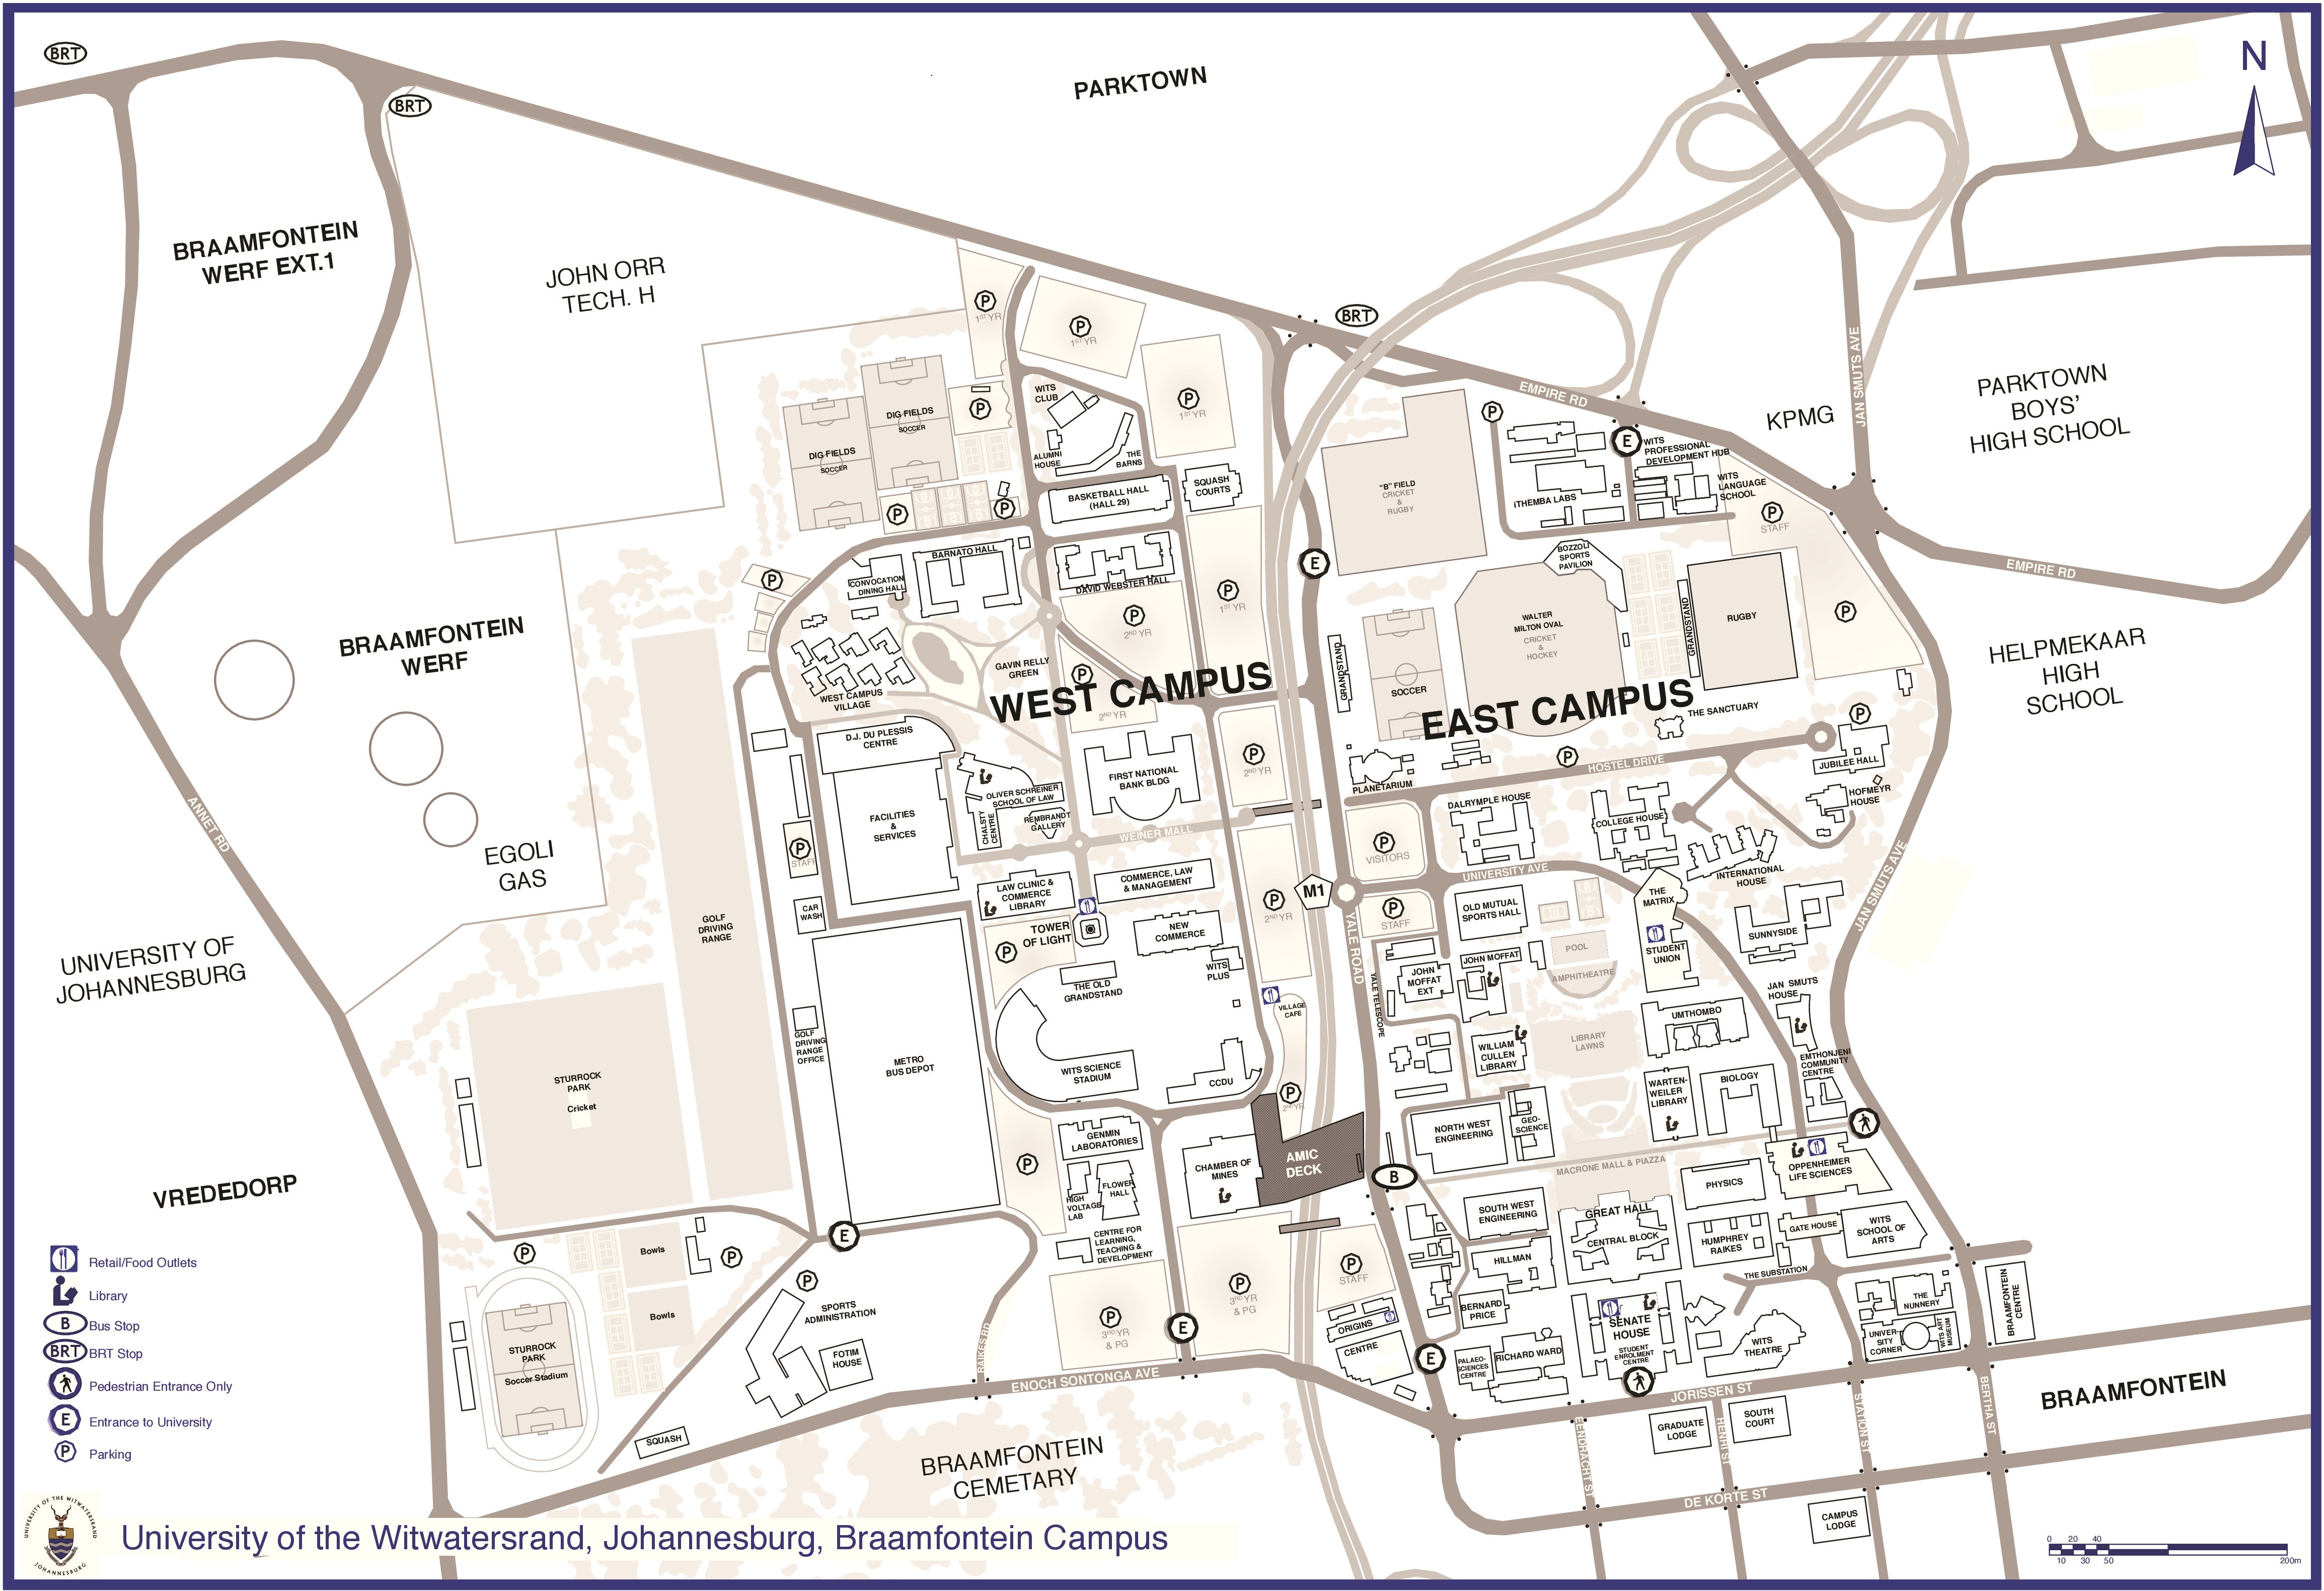 BRT
BRT
PARKTOWN
N
BRAAMFONTEIN
WERF EXT.1
JOHN ORR
TECH. H
P
1ST YR
P
1ST YR
P
1ST YR
BRT
EMPIRE RD
JAN SMUTS AVE
KPMG
PARKTOWN
BOYS'
HIGH SCHOOL
DIG FIELDS
SOCCER
DIG FIELDS
SOCCER
P
P
P
WITS
CLUB
ALUMNI
HOUSE
THE
BARNS
BASKETBALL HALL
(HALL 29)
SQUASH
COURTS
"B" FIELD
CRICKET
&
RUGBY
P
E
WITS
PROFESSIONAL
DEVELOPMENT HUB
WITS
LANGUAGE
SCHOOL
iTHEMBA LABS
P
STAFF
E
EMPIRE RD
BARNATO HALL
CONVOCATION
DINING HALL
P
DAVID WEBSTER HALL
P
2ND YR
P
1ST YR
BOZZOLI
SPORTS
PAVILION
WALTER
MILTON OVAL
CRICKET
&
HOCKEY
GRANDSTAND
RUGBY
P
BRAAMFONTEIN
WERF
HELPMEKAAR
HIGH
SCHOOL
GAVIN RELLY
GREEN
P
2ND YR
WEST CAMPUS
WEST CAMPUS
VILLAGE
GRANDSTAND
SOCCER
EAST CAMPUS
THE SANCTUARY
P
P
HOSTEL DRIVE
JUBILEE HALL
HOFMEYR
HOUSE
D.J. DU PLESSIS
CENTRE
FACILITIES
&
SERVICES
OLIVER SCHREINER
SCHOOL OF LAW
CHALSTY
CENTRE
REMBRANDT
GALLERY
FIRST NATIONAL
BANK BLDG
P
2ND YR
PLANETARIUM
WEINER MALL
P
VISITORS
DALRYMPLE HOUSE
COLLEGE HOUSE
INTERNATIONAL
HOUSE
UNIVERSITY AVE
ANNET RD
EGOLI
GAS
P
STAFF
GOLF
DRIVING
RANGE
CAR
WASH
LAW CLINIC &
COMMERCE
LIBRARY
COMMERCE, LAW
& MANAGEMENT
TOWER
OF LIGHT
P
NEW
COMMERCE
WITS
PLUS
THE OLD
GRANDSTAND
P
2ND YR
M1
YALE ROAD
P
STAFF
OLD MUTUAL
SPORTS HALL
THE
MATRIX
STUDENT
UNION
SUNNYSIDE
JAN SMUTS AVE
POOL
AMPHITHEATRE
JOHN MOFFAT
JOHN
MOFFAT
EXT
YALE TELESCOPE
UNIVERSITY OF
JOHANNESBURG
VILLAGE
CAFE
JAN SMUTS
HOUSE
UMTHOMBO
LIBRARY
LAWNS
WILLIAM
CULLEN
LIBRARY
EMTHONJENI
COMMUNITY
CENTRE
GOLF
DRIVING
RANGE
OFFICE
METRO
BUS DEPOT
WITS SCIENCE
STADIUM
CCDU
P
2ND YR
STURROCK
PARK
Cricket
WARTEN-
WEILER
LIBRARY
BIOLOGY
NORTH WEST
ENGINEERING
GEO-
SCIENCE
GENMIN
LABORATORIES
P
HIGH
VOLTAGE
LAB
FLOWER
HALL
CHAMBER OF
MINES
AMIC
DECK
B
MACRONE MALL & PIAZZA
OPPENHEIMER
LIFE SCIENCES
PHYSICS
VREDEDORP
SOUTH WEST
ENGINEERING
GREAT HALL
CENTRAL BLOCK
HUMPHREY
RAIKES
GATE HOUSE
WITS
SCHOOL OF
ARTS
E
CENTRE FOR
LEARNING,
TEACHING &
DEVELOPMENT
HILLMAN
THE SUBSTATION
P
Bowls
P
Bowls
P
SPORTS
ADMINISTRATION
FOTIM
HOUSE
P
3RD YR
& PG
P
3RD YR
& PG
P
STAFF
E
ORIGINS
CENTRE
E
BERNARD
PRICE
PALAEO-
SCIENCES
CENTRE
RICHARD WARD
SENATE
HOUSE
STUDENT
ENROLMENT
CENTRE
WITS
THEATRE
THE
NUNNERY
UNIVER-
SITY
CORNER
WITS ART
MUSEUM
BRAAMFONTEIN
CENTRE
STURROCK
PARK
Soccer Stadium
SQUASH
RAIKES RD
ENOCH SONTONGA AVE
JORISSEN ST
BRAAMFONTEIN
GRADUATE
LODGE
SOUTH
COURT
EENDRACHT ST
HENRI ST
STATION ST
BERTHA ST
DE KORTE ST
CAMPUS
LODGE
BRAAMFONTEIN
CEMETARY
Retail/Food Outlets
Library
B Bus Stop
BRT BRT Stop
Pedestrian Entrance Only
E Entrance to University
P Parking
UNIVERSITY OF THE WITWATERSRAND
JOHANNESBURG
University of the Witwatersrand, Johannesburg, Braamfontein Campus
0 20 40
10 30 50 200m